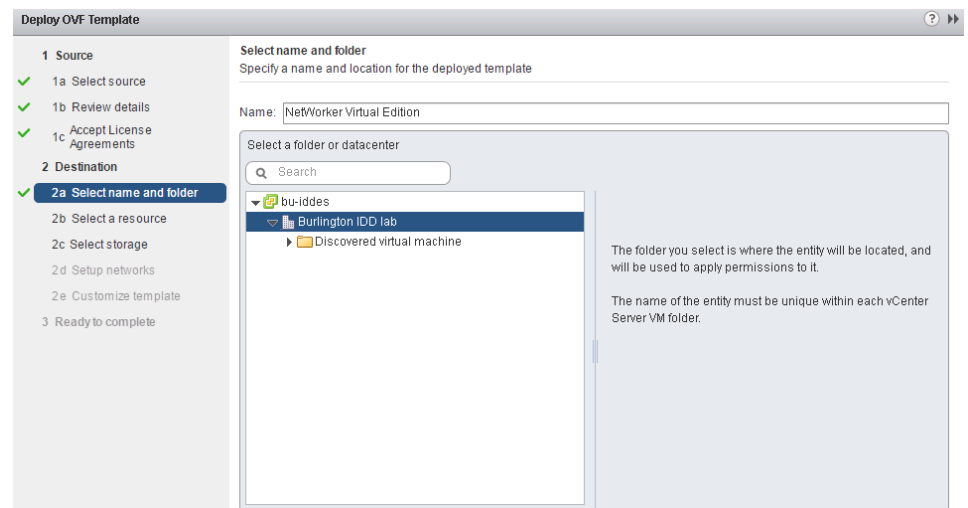 Deploy OVF Template
?
1 Source
1a Select source
1b Review details
1c Accept License
Agreements
2 Destination
2a Select name and folder
2b Select a resource
2c Select storage
2d Setup networks
2e Customize template
3 Ready to complete
Select name and folder
Specify a name and location for the deployed template
Name: NetWorker Virtual Edition
Select a folder or datacenter
Search
bu-iddes
Burlington IDD lab
Discovered virtual machine
The folder you select is where the entity will be located, and
will be used to apply permissions to it.
The name of the entity must be unique within each vCenter
Server VM folder.